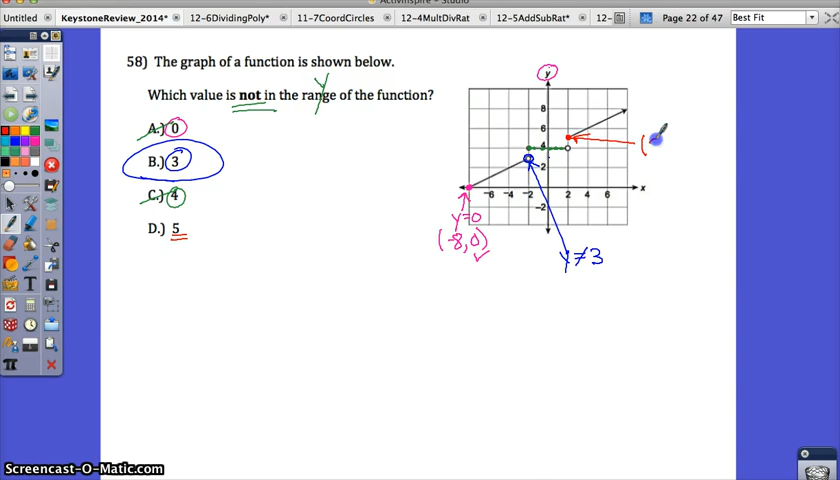 ActivInspire - Studio
Untitled KeystoneReview_2014* 12-6DividingPoly* 11-7CoordCircles 12-4MultDivRat 12-5AddSubRat* 12- Page 22 of 47 Best Fit
58) The graph of a function is shown below.
Which value is not in the range of the function?
y
A.) 0
B.) 3
C.) 4
D.) 5
y
8
6
4
2
-6 -4 -2 2 4 6 x
-2
y=0
(-8, 0)
✓
y≠3
(
Screencast-O-Matic.com